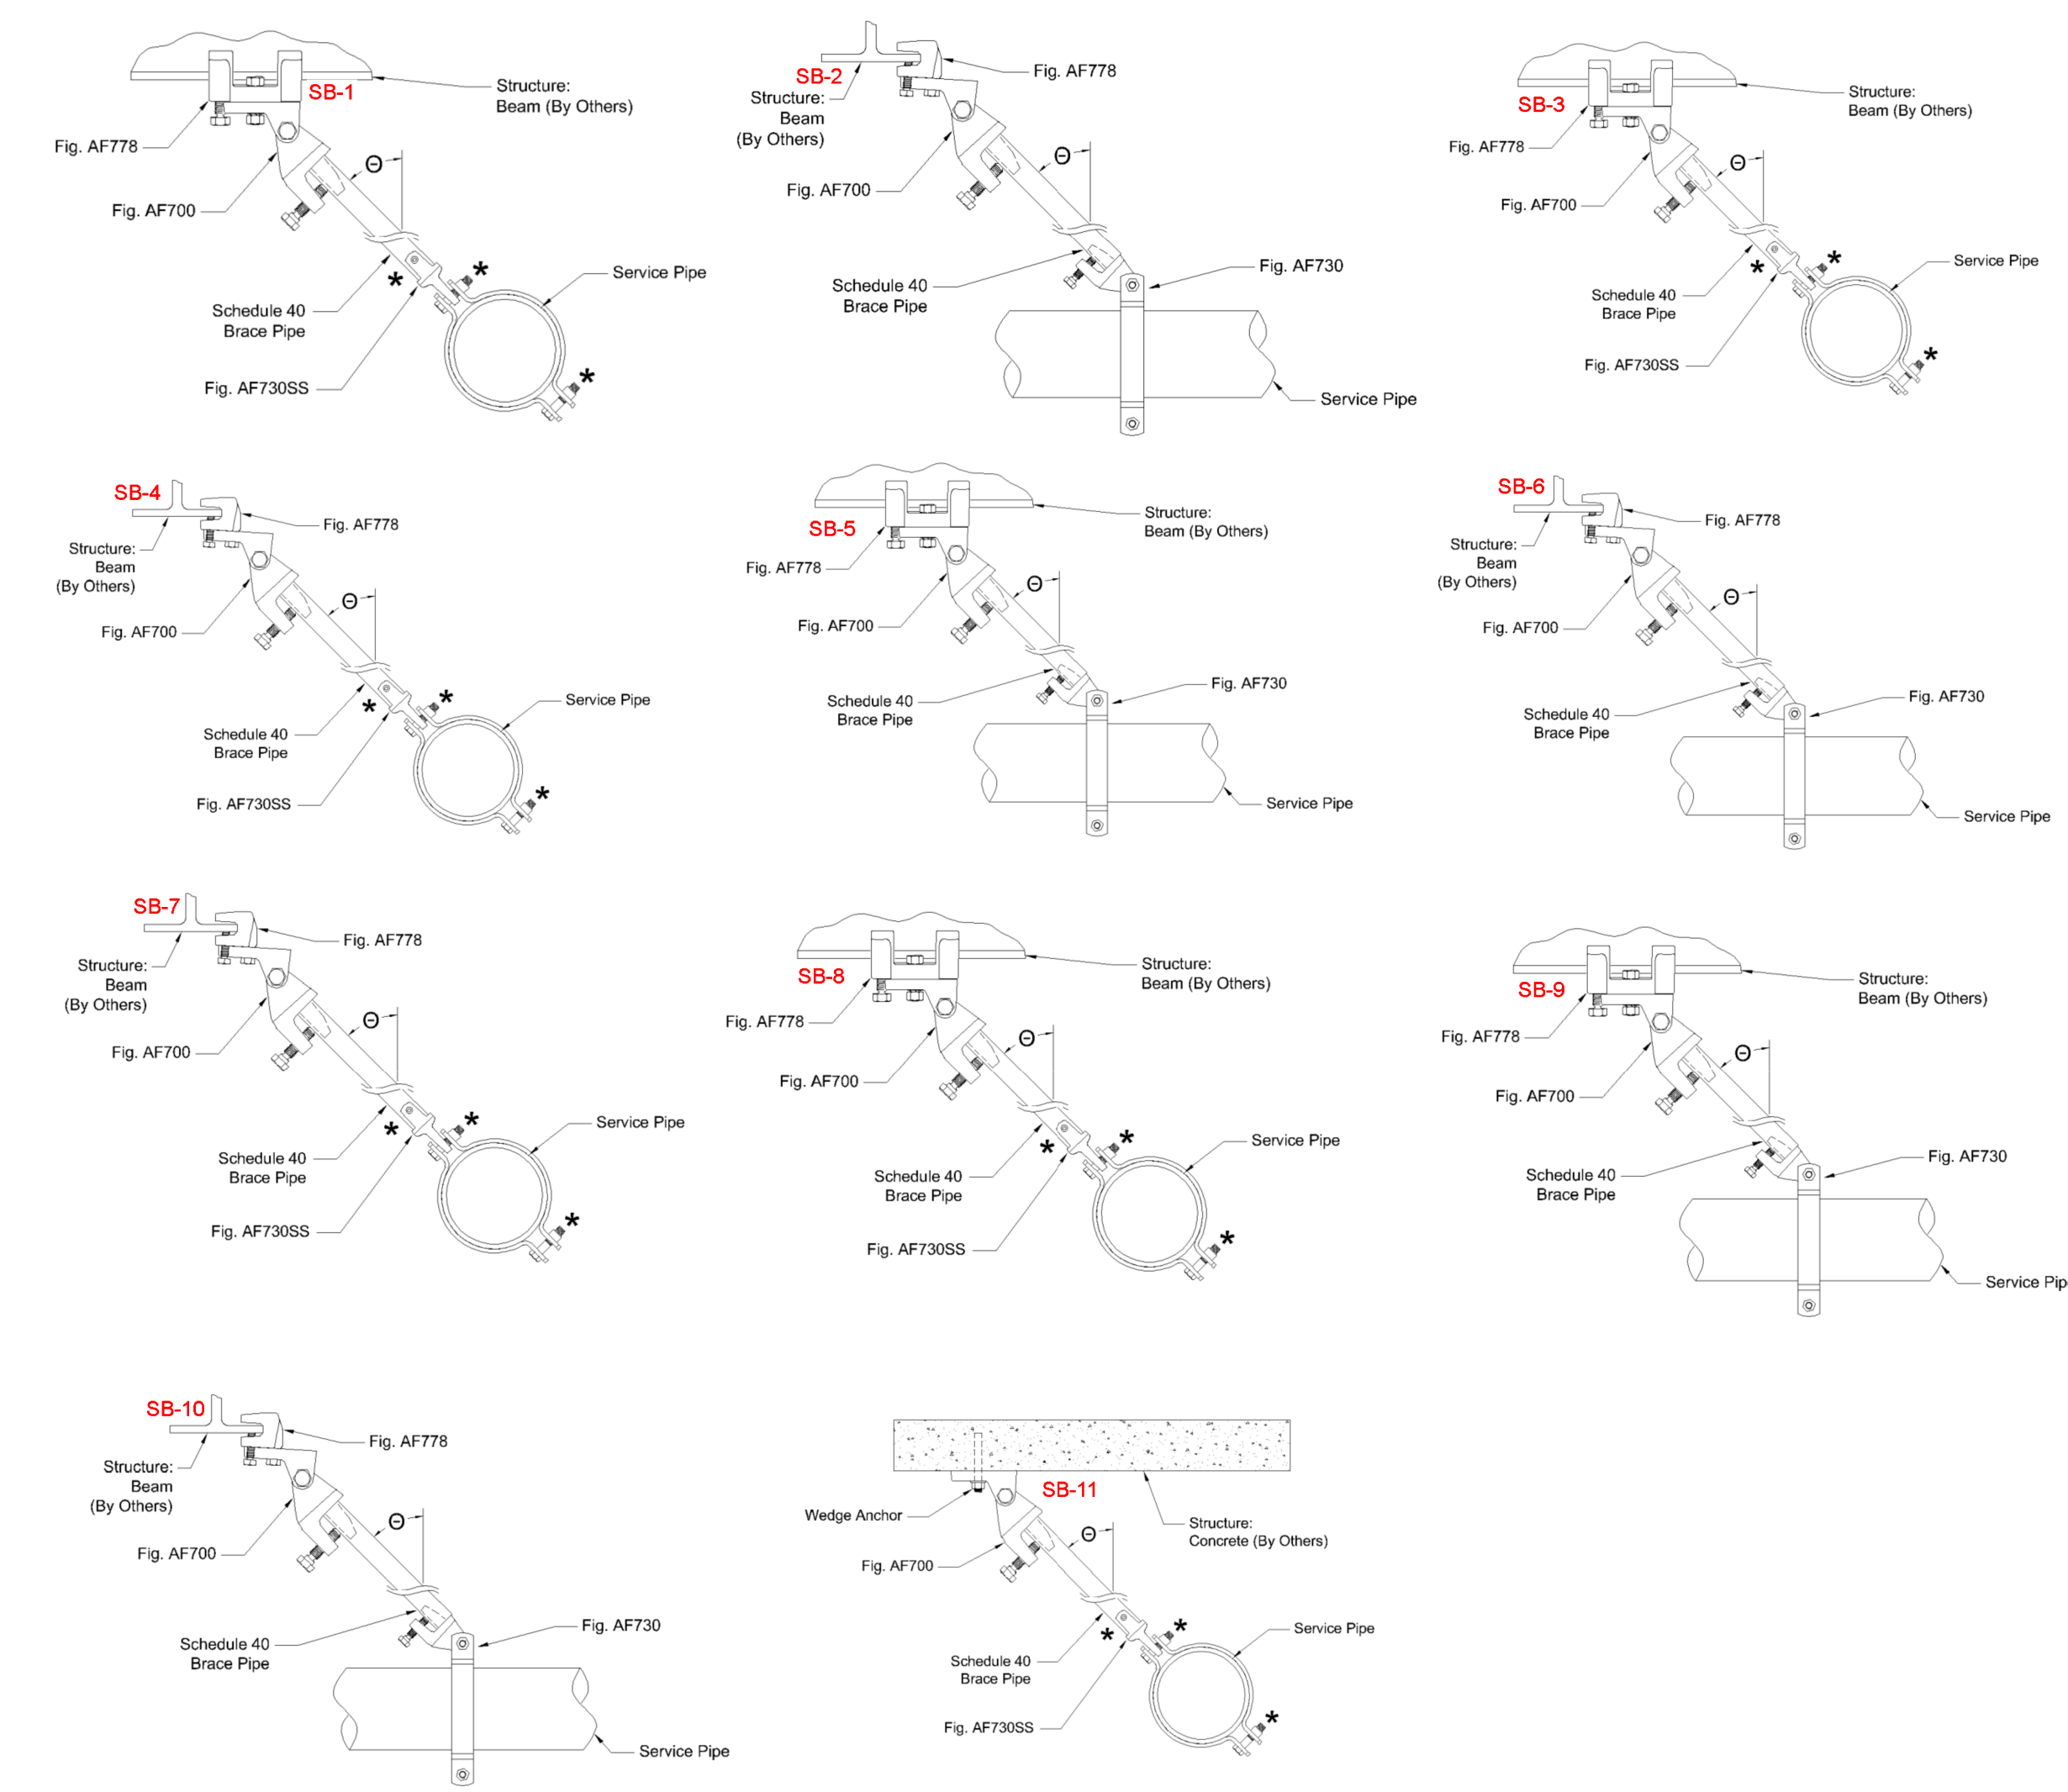 SB-1
Structure:
Beam (By Others)
Fig. AF778
Θ
Fig. AF700
*
*
Service Pipe
Schedule 40
Brace Pipe
*
Fig. AF730SS
SB-2
Fig. AF778
Structure:
Beam
(By Others)
Θ
Fig. AF700
Fig. AF730
Schedule 40
Brace Pipe
Service Pipe
SB-3
Structure:
Beam (By Others)
Fig. AF778
Θ
Fig. AF700
*
*
Service Pipe
Schedule 40
Brace Pipe
*
Fig. AF730SS
SB-4
Fig. AF778
Structure:
Beam
(By Others)
Θ
Fig. AF700
*
*
Service Pipe
Schedule 40
Brace Pipe
*
Fig. AF730SS
SB-5
Structure:
Beam (By Others)
Fig. AF778
Θ
Fig. AF700
Fig. AF730
Schedule 40
Brace Pipe
Service Pipe
SB-6
Fig. AF778
Structure:
Beam
(By Others)
Θ
Fig. AF700
Fig. AF730
Schedule 40
Brace Pipe
Service Pipe
SB-7
Fig. AF778
Structure:
Beam
(By Others)
Θ
Fig. AF700
*
*
Service Pipe
Schedule 40
Brace Pipe
*
Fig. AF730SS
SB-8
Structure:
Beam (By Others)
Fig. AF778
Θ
Fig. AF700
*
*
Service Pipe
Schedule 40
Brace Pipe
*
Fig. AF730SS
SB-9
Structure:
Beam (By Others)
Fig. AF778
Θ
Fig. AF700
Fig. AF730
Schedule 40
Brace Pipe
Service Pip
SB-10
Fig. AF778
Structure:
Beam
(By Others)
Θ
Fig. AF700
Fig. AF730
Schedule 40
Brace Pipe
Service Pipe
SB-11
Wedge Anchor
Structure:
Concrete (By Others)
Θ
Fig. AF700
*
*
Service Pipe
Schedule 40
Brace Pipe
*
Fig. AF730SS